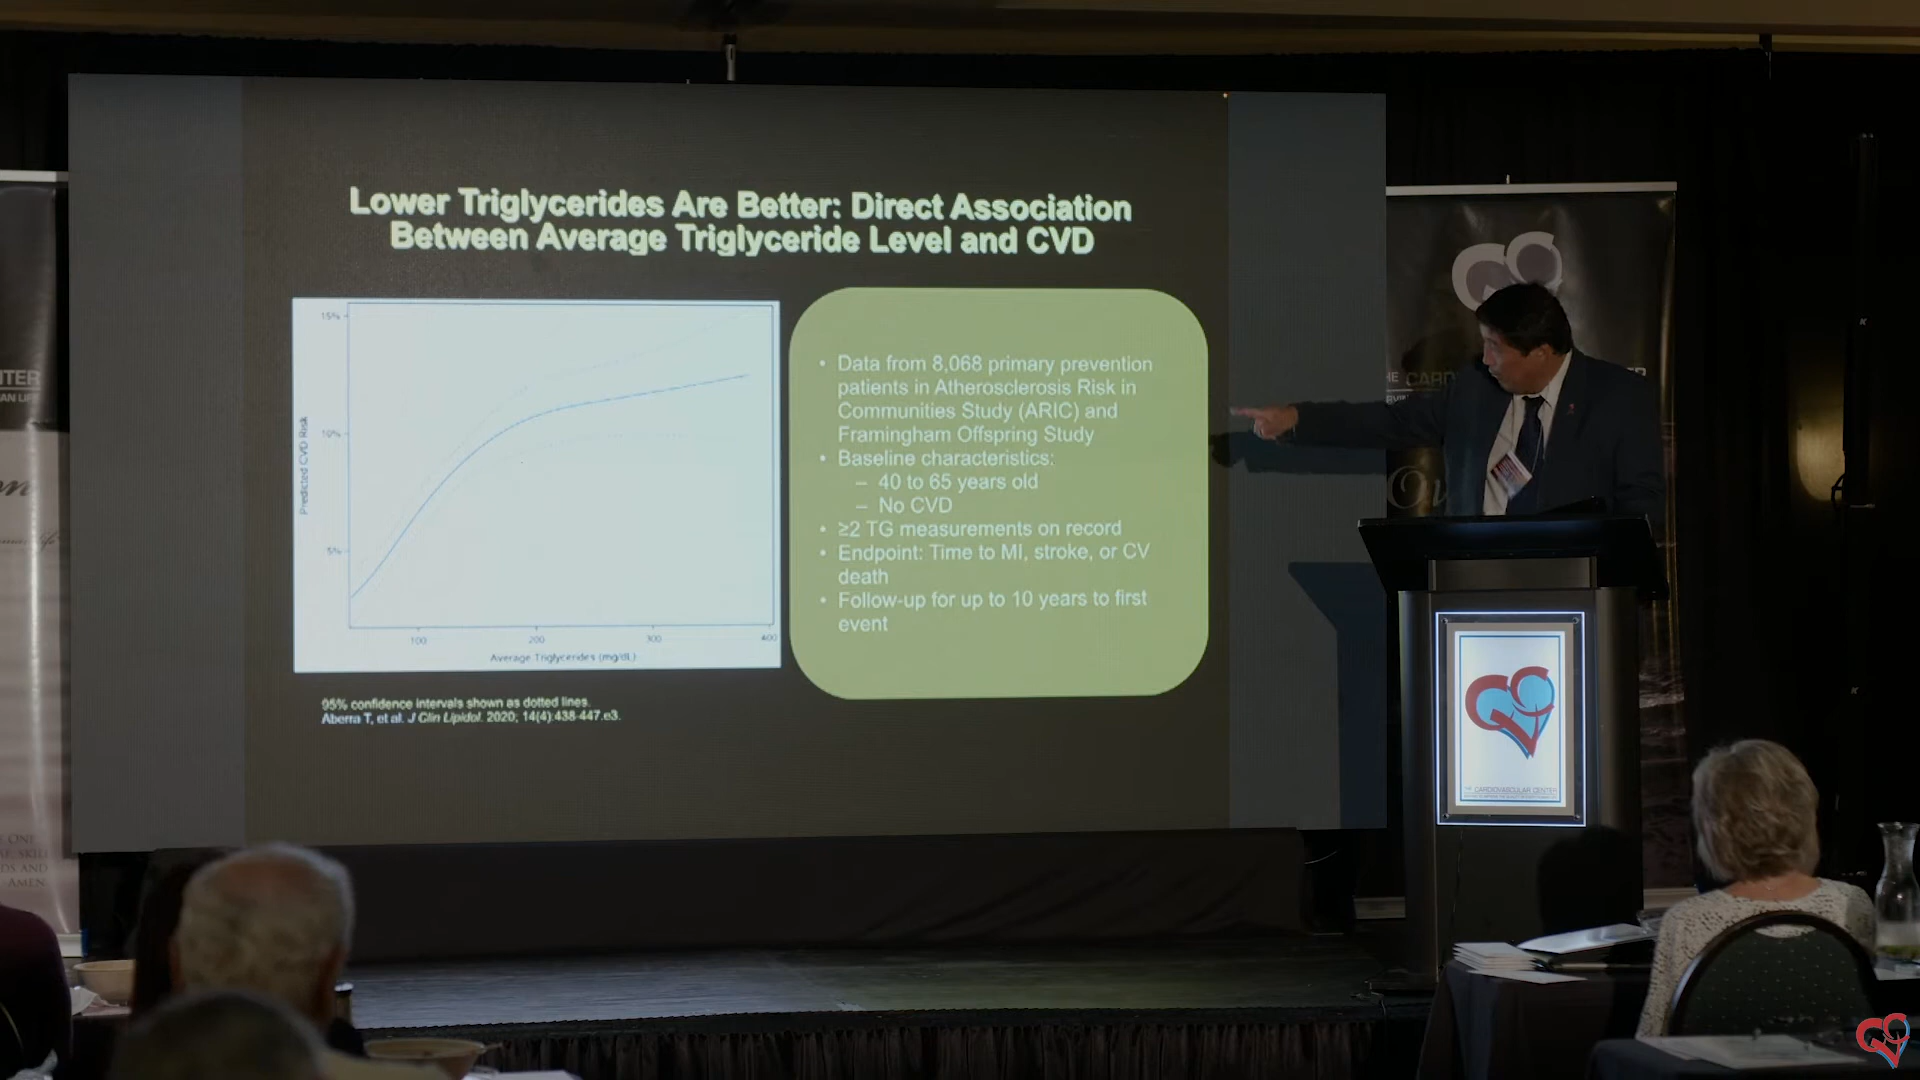 Lower Triglycerides Are Better: Direct Association
Between Average Triglyceride Level and CVD
15%
10%
5%
Predicted CVD Risk
100
200
300
400
Average Triglycerides (mg/dL)
95% confidence intervals shown as dotted lines.
Aberra T, et al. J Clin Lipidol. 2020; 14(4):438-447.e3.
• Data from 8,068 primary prevention
patients in Atherosclerosis Risk in
Communities Study (ARIC) and
Framingham Offspring Study
• Baseline characteristics:
– 40 to 65 years old
– No CVD
• ≥2 TG measurements on record
• Endpoint: Time to MI, stroke, or CV
death
• Follow-up for up to 10 years to first
event
THE CARDIOVASCULAR CENTER